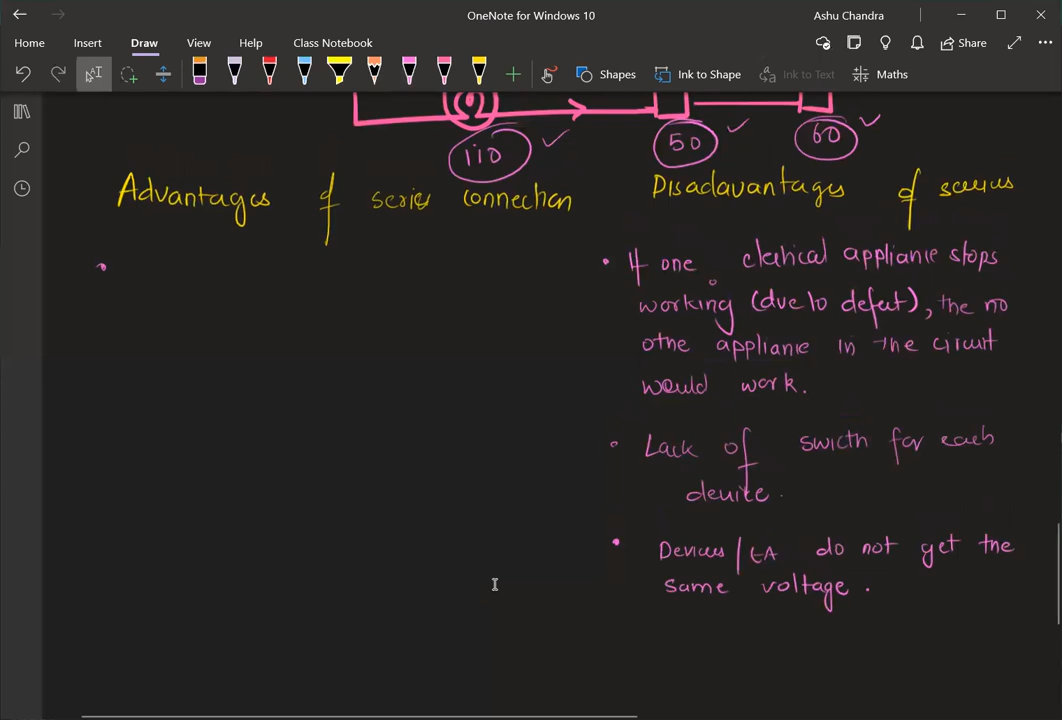 OneNote for Windows 10
Ashu Chandra
Home Insert Draw View Help Class Notebook
Share
Shapes Ink to Shape Ink to Text Maths
110 50 60
Advantages of series connection
Disadavantages of series
• If one electrical appliance stops
working (due to defect), the no
othe appliance in the circuit
would work.
• Lack of swicth for each
device.
• Devices/EA do not get the
same voltage.